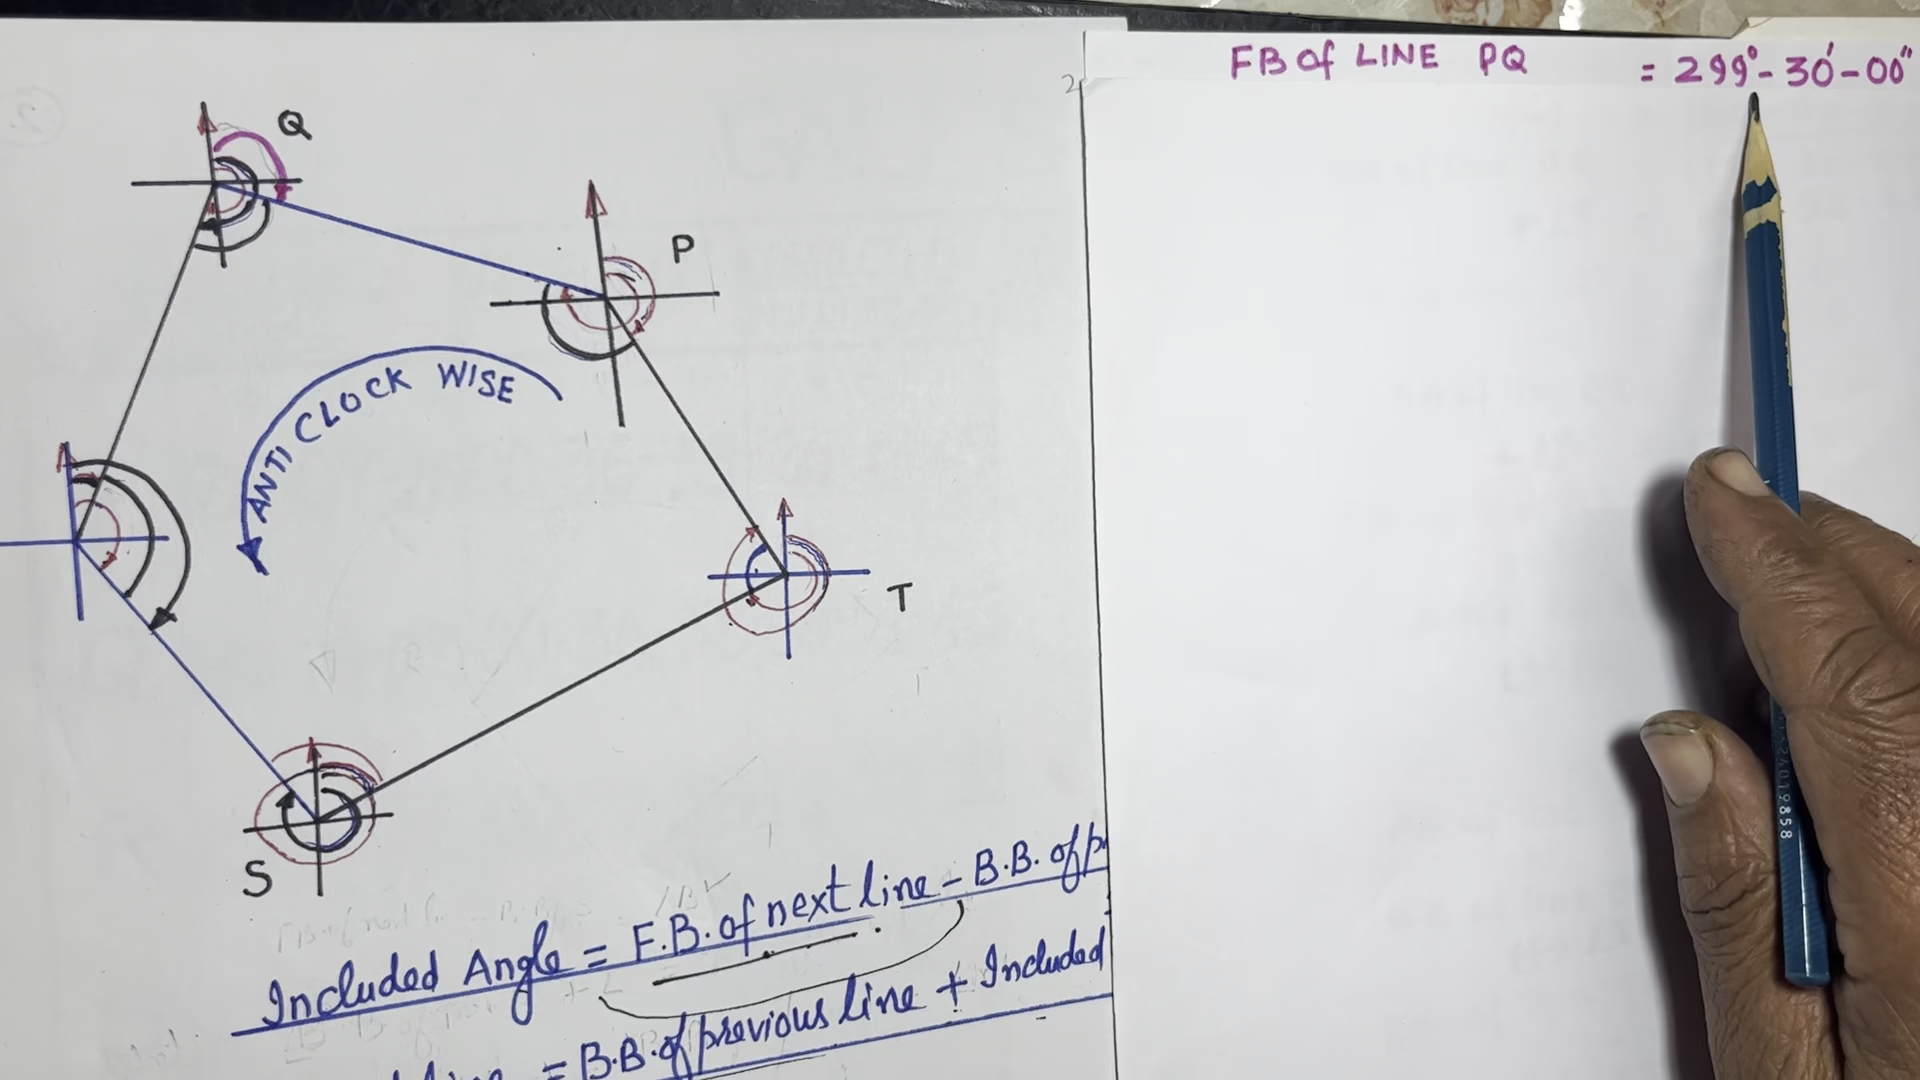 FB Of LINE PQ = 299°-30'-00"
2
Q
P
ANTI CLOCK WISE
T
S
Included Angle = F.B. of next line - B.B. of
= B.B. of previous line + Included